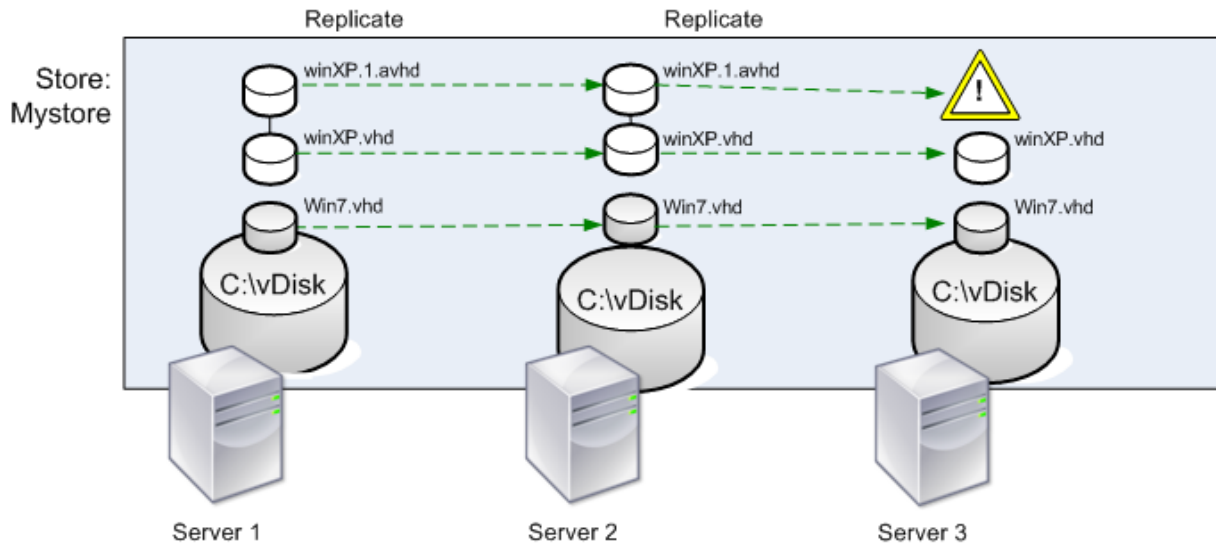 Replicate
Replicate
Store:
Mystore
winXP.1.avhd
winXP.1.avhd
!
winXP.vhd
winXP.vhd
winXP.vhd
Win7.vhd
Win7.vhd
Win7.vhd
C:\vDisk
C:\vDisk
C:\vDisk
Server 1
Server 2
Server 3